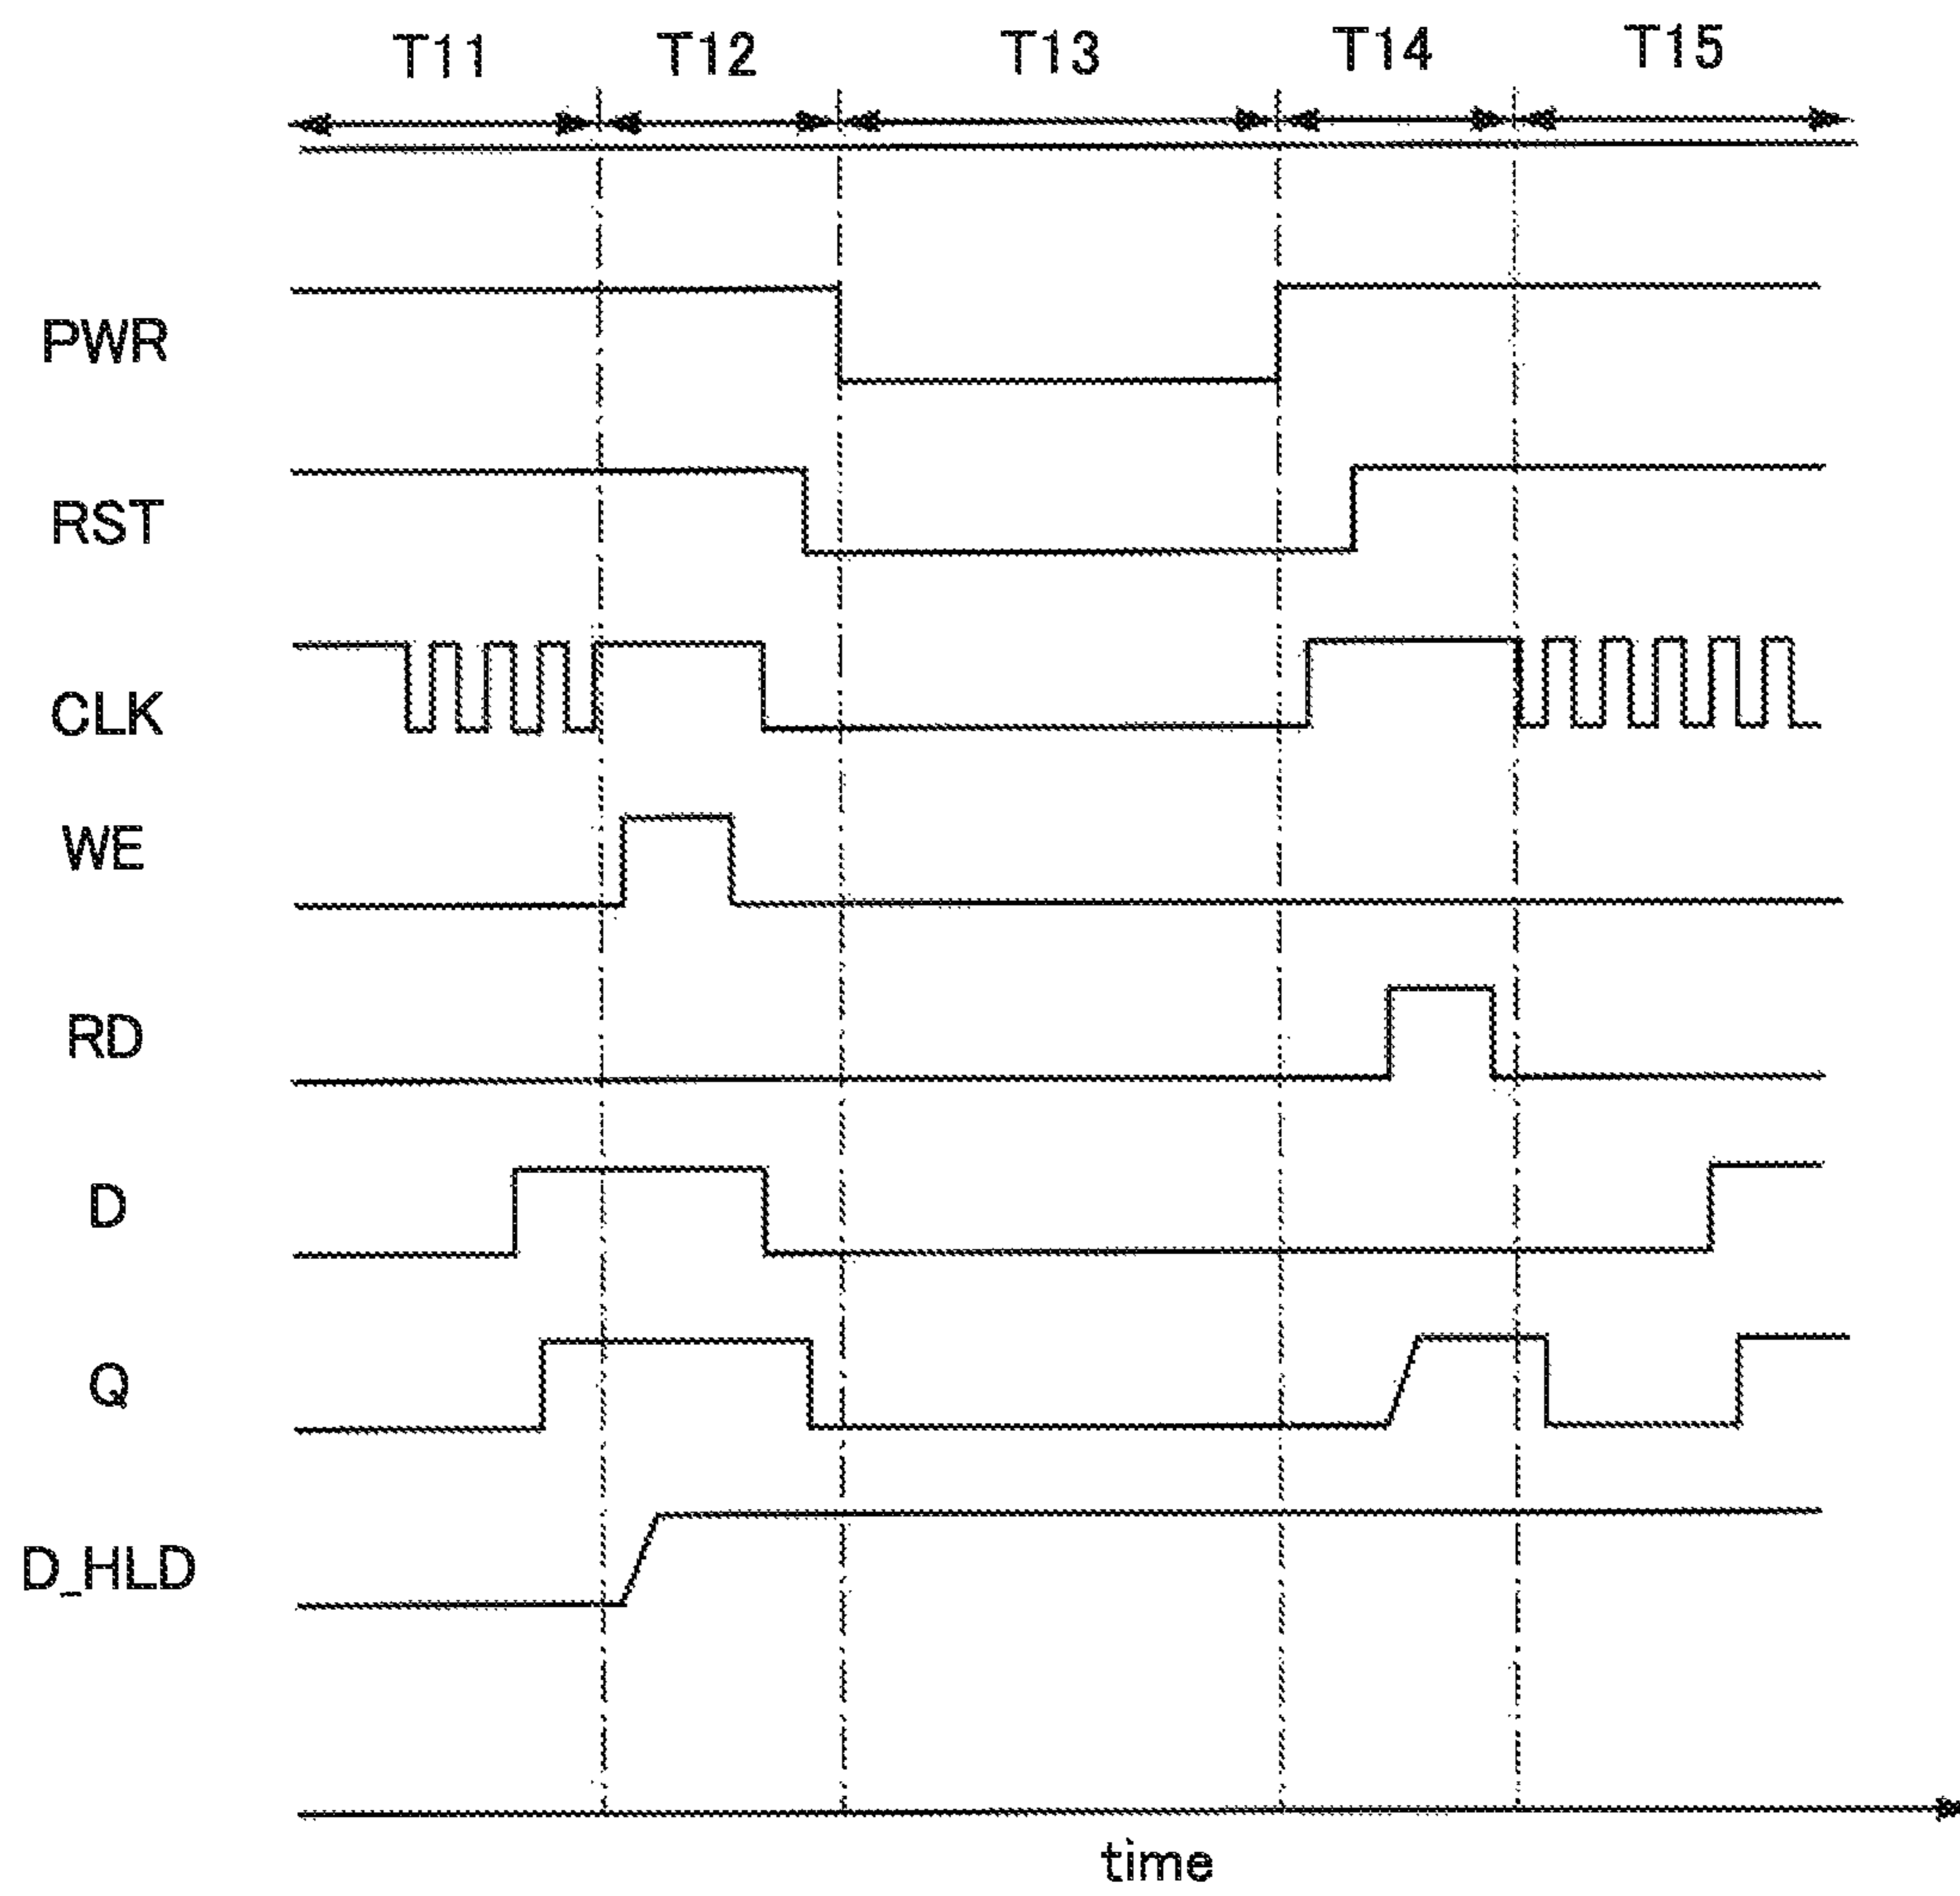 T11 T12 T13 T14 T15
PWR
RST
CLK
WE
RD
D
Q
D_HLD
time